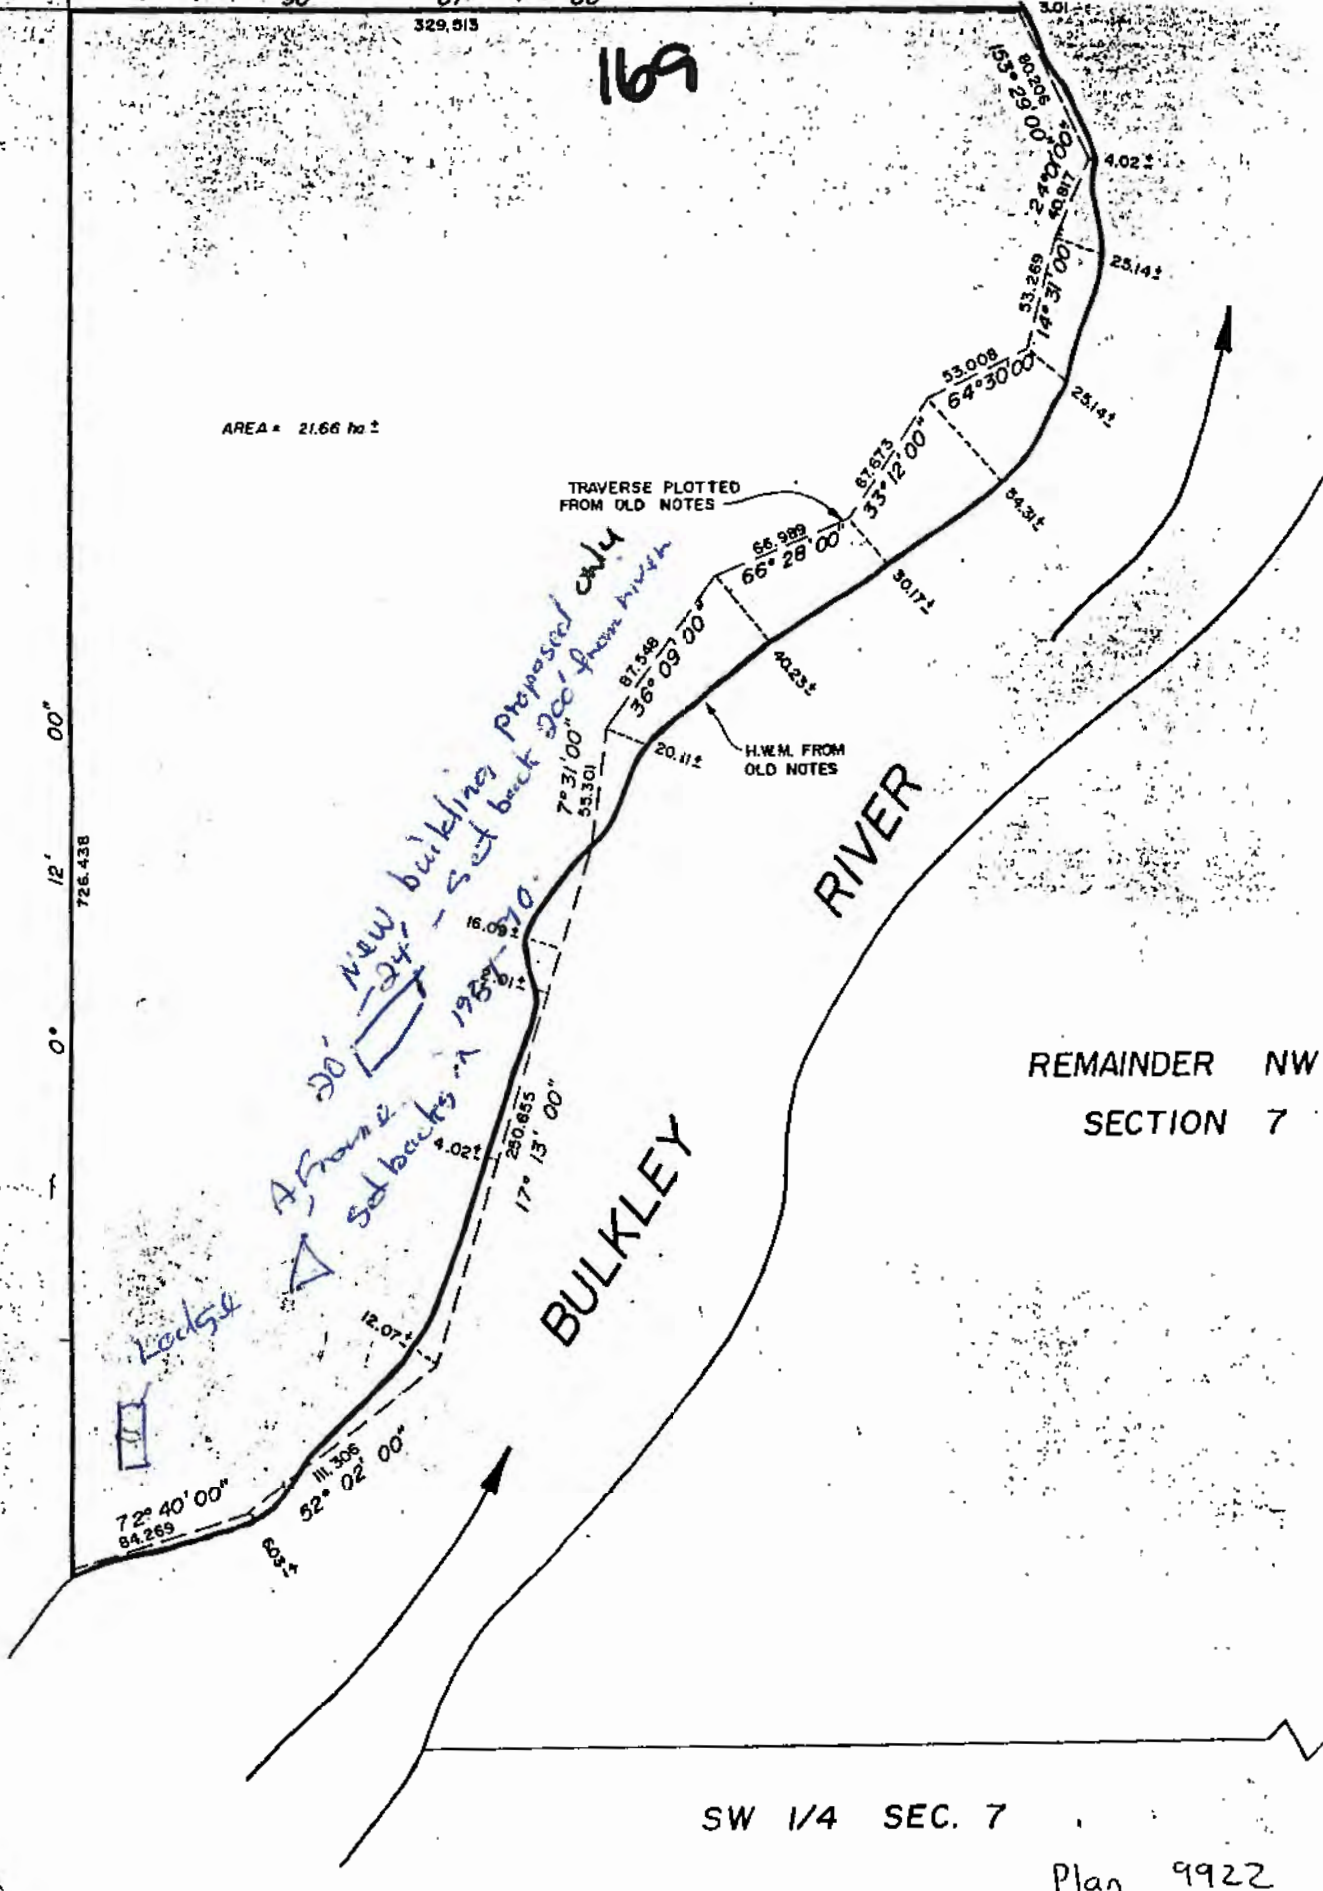 329.513
3.01
169
80.206
153° 29' 00"
4.02±
24° 01' 00"
40.817
25.14±
53.269
14° 31' 00"
53.008
64° 30' 00"
25.14±
AREA = 21.66 ha ±
67.673
33° 12' 00"
TRAVERSE PLOTTED
FROM OLD NOTES
54.31±
66.989
66° 28' 00"
30.17±
New building proposed only
- Set back 200' from river
24'
20'
87.548
36° 09' 00"
40.23±
20.11±
H.W.M. FROM
OLD NOTES
7° 31' 00"
55.301
0° 12' 00"
726.438
16.09±
RIVER
A Frame
setbacks in
4.02±
250.655
17° 13' 00"
REMAINDER NW
SECTION 7
BULKLEY
Lodge
12.07±
111.306
52° 02' 00"
72° 40' 00"
84.269
6.03±
SW 1/4 SEC. 7
Plan 9922